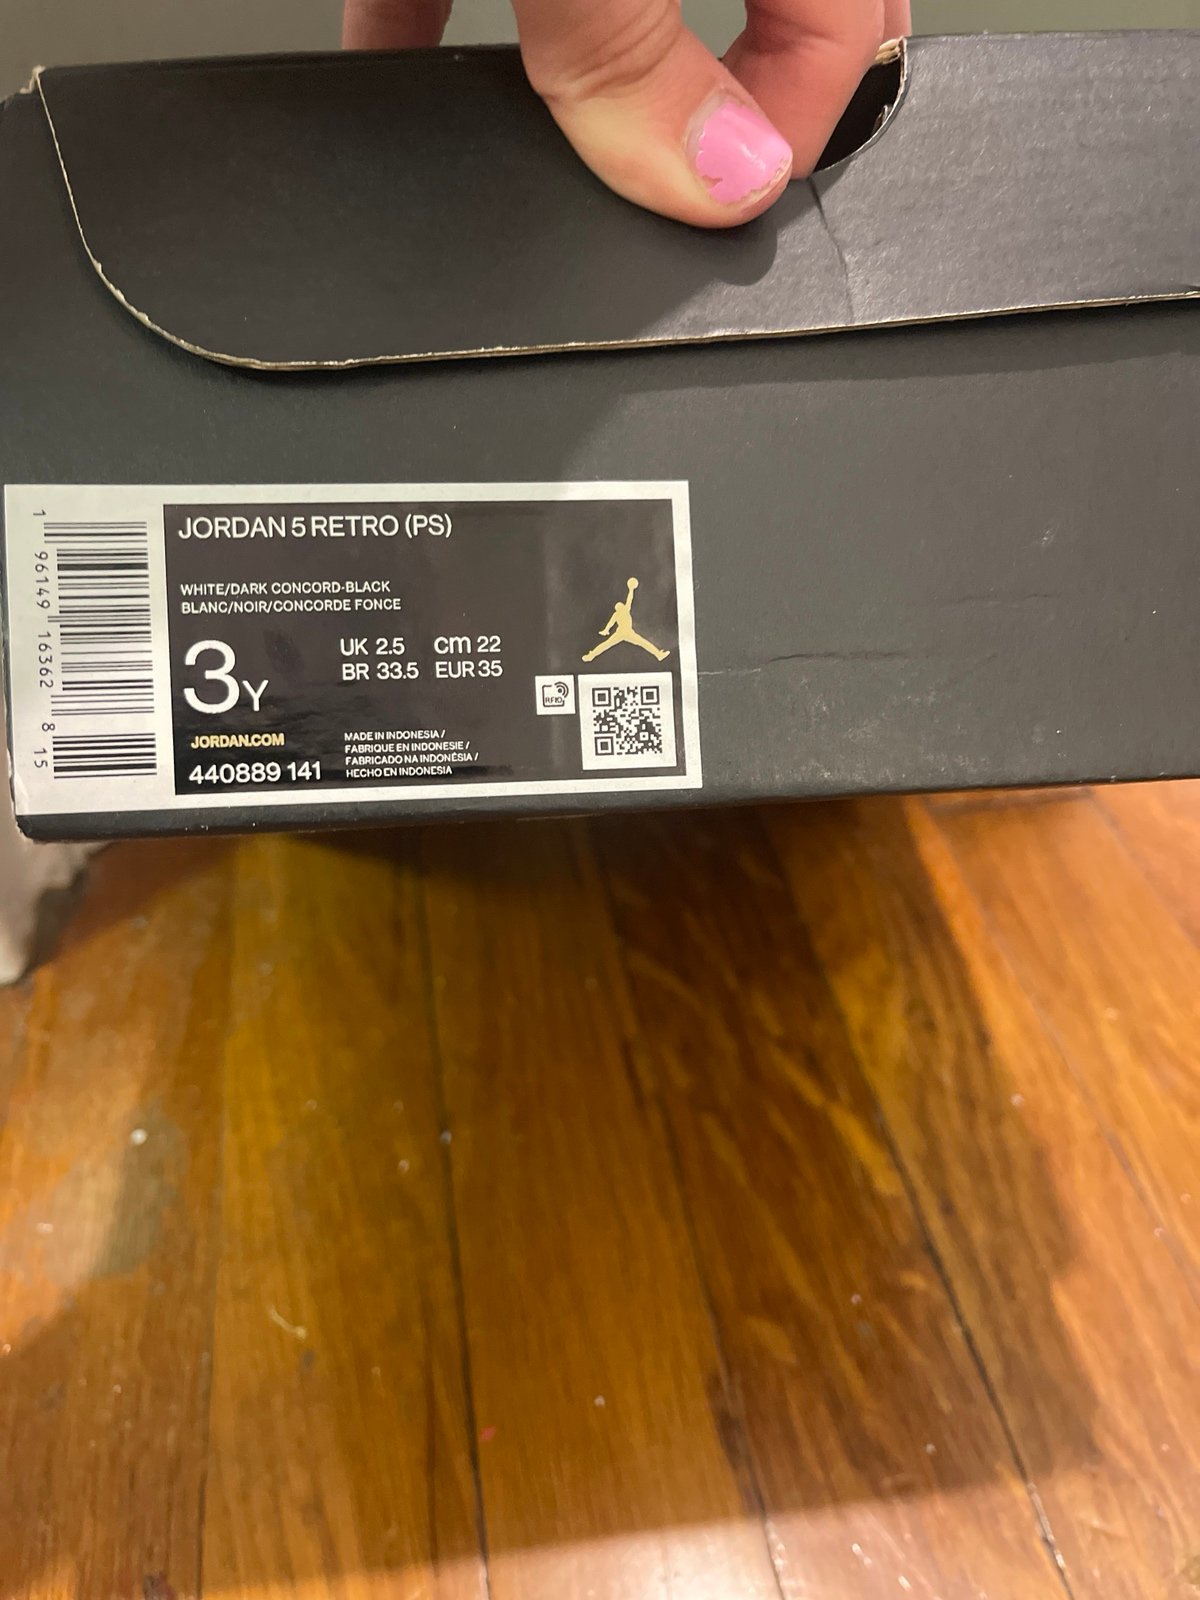 JORDAN 5 RETRO (PS)
WHITE/DARK CONCORD-BLACK
BLANC/NOIR/CONCORDE FONCE
3Y
UK 2.5 cm 22
BR 33.5 EUR 35
RFID
JORDAN.COM
440889 141
MADE IN INDONESIA /
FABRIQUE EN INDONESIE /
FABRICADO NA INDONÉSIA /
HECHO EN INDONESIA
1 96149 16362 8 15